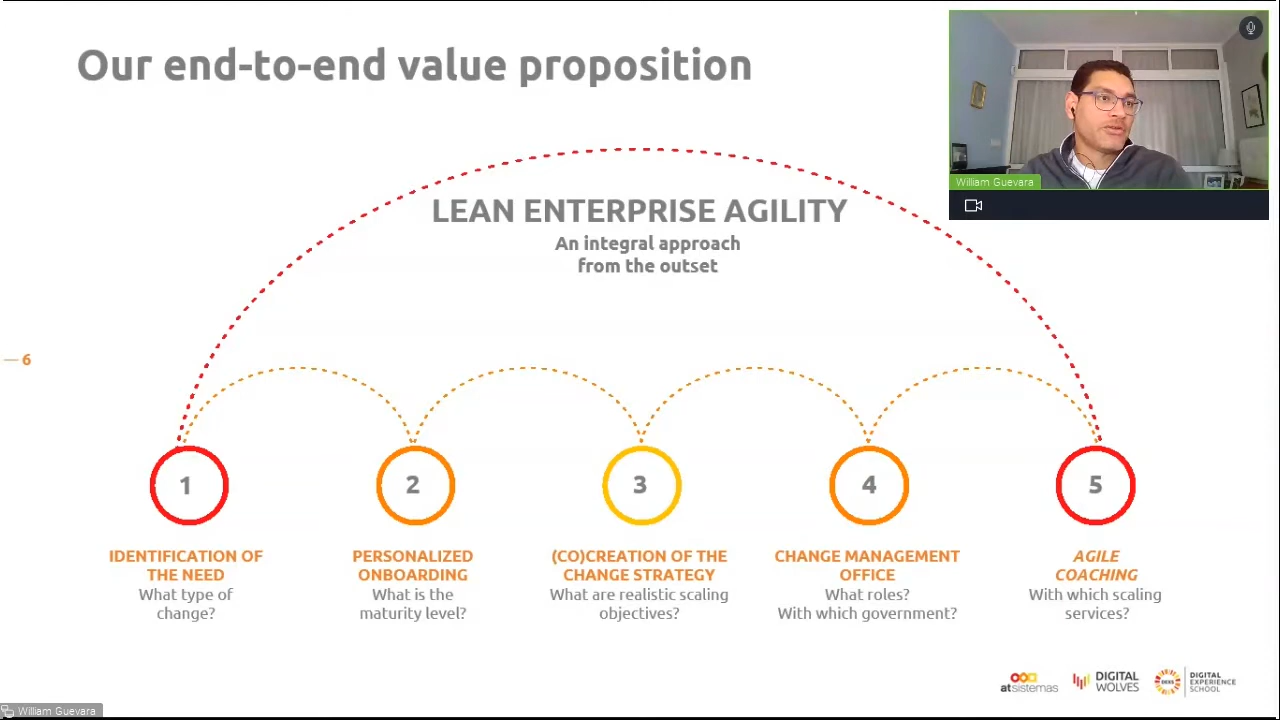 Our end-to-end value proposition
William Guevara
LEAN ENTERPRISE AGILITY
An integral approach
from the outset
6
1
2
3
4
5
IDENTIFICATION OF
THE NEED
What type of
change?
PERSONALIZED
ONBOARDING
What is the
maturity level?
(CO)CREATION OF THE
CHANGE STRATEGY
What are realistic scaling
objectives?
CHANGE MANAGEMENT
OFFICE
What roles?
With which government?
AGILE
COACHING
With which scaling
services?
atsistemas
DIGITAL
WOLVES
DEXS
DIGITAL
EXPERIENCE
SCHOOL
William Guevara